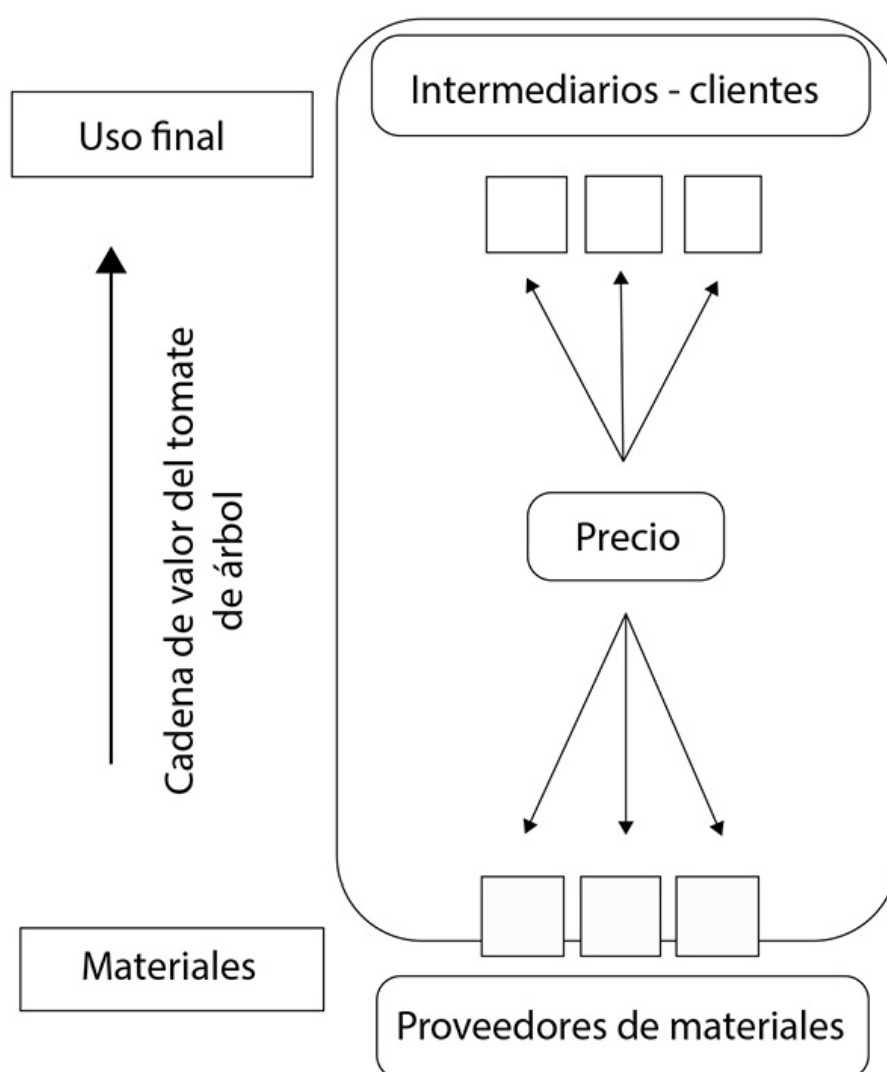 Intermediarios - clientes
Uso final
Cadena de valor del tomate
de árbol
Precio
Materiales
Proveedores de materiales